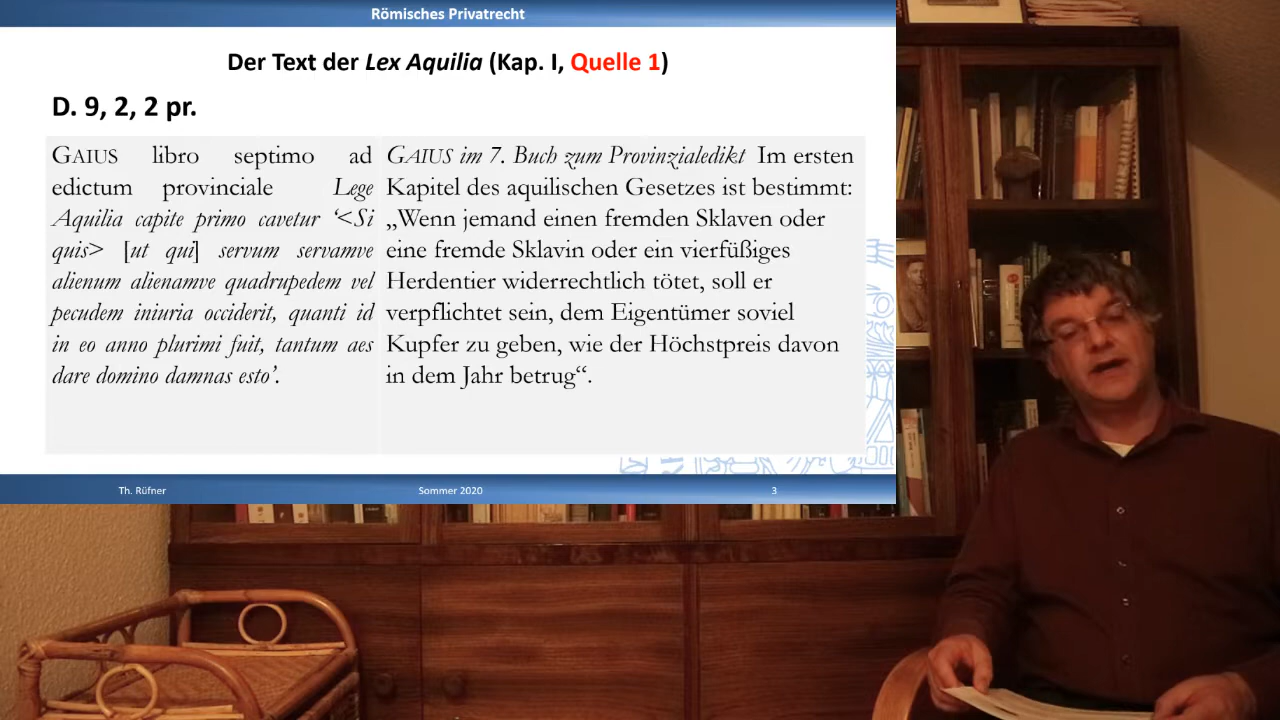 Römisches Privatrecht
Der Text der Lex Aquilia (Kap. I, Quelle 1)
D. 9, 2, 2 pr.
GAIUS libro septimo ad
edictum provinciale Lege
Aquilia capite primo cavetur ‘<Si
quis> [ut qui] servum servamve
alienum alienamve quadrupedem vel
pecudem iniuria occiderit, quanti id
in eo anno plurimi fuit, tantum aes
dare domino damnas esto’.
GAIUS im 7. Buch zum Provinzialedikt Im ersten
Kapitel des aquilischen Gesetzes ist bestimmt:
„Wenn jemand einen fremden Sklaven oder
eine fremde Sklavin oder ein vierfüßiges
Herdentier widerrechtlich tötet, soll er
verpflichtet sein, dem Eigentümer soviel
Kupfer zu geben, wie der Höchstpreis davon
in dem Jahr betrug“.
Th. Rüfner
Sommer 2020
3